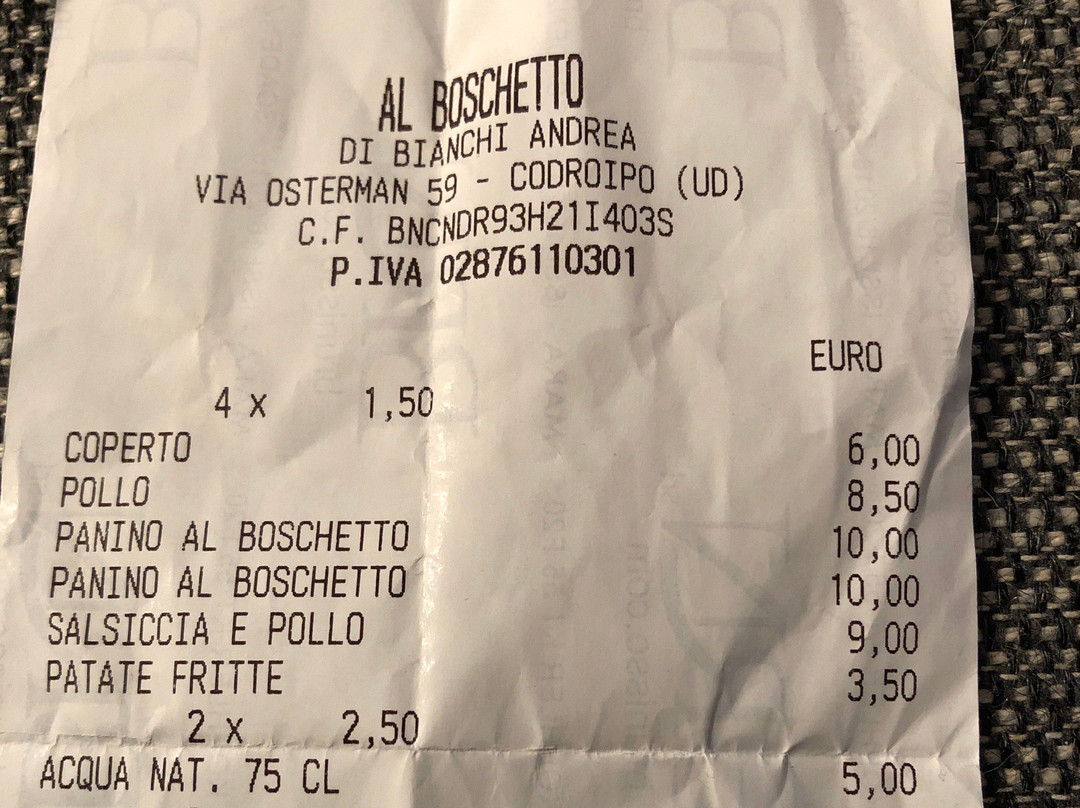 AL BOSCHETTO
DI BIANCHI ANDREA
VIA OSTERMAN 59 - CODROIPO (UD)
C.F. BNCNDR93H21I403S
P.IVA 02876110301
EURO
4 x 1,50
COPERTO 6,00
POLLO 8,50
PANINO AL BOSCHETTO 10,00
PANINO AL BOSCHETTO 10,00
SALSICCIA E POLLO 9,00
PATATE FRITTE 3,50
2 x 2,50
ACQUA NAT. 75 CL 5,00